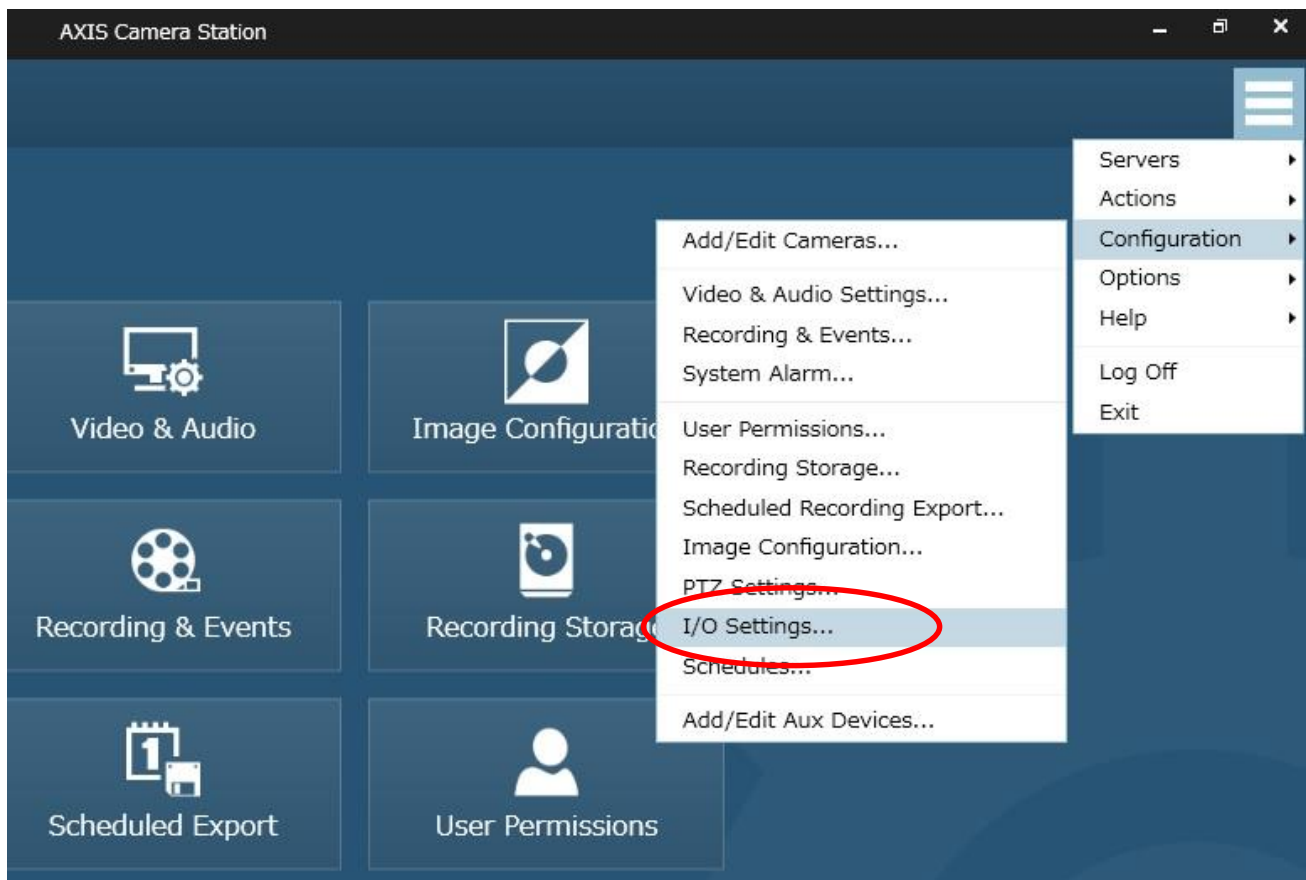 AXIS Camera Station
Servers
Actions
Configuration
Options
Help
Log Off
Exit
Add/Edit Cameras...
Video & Audio Settings...
Recording & Events...
System Alarm...
User Permissions...
Recording Storage...
Scheduled Recording Export...
Image Configuration...
PTZ Settings...
I/O Settings...
Schedules...
Add/Edit Aux Devices...
Video & Audio
Image Configuratio
Recording & Events
Recording Storag
1
Scheduled Export
User Permissions